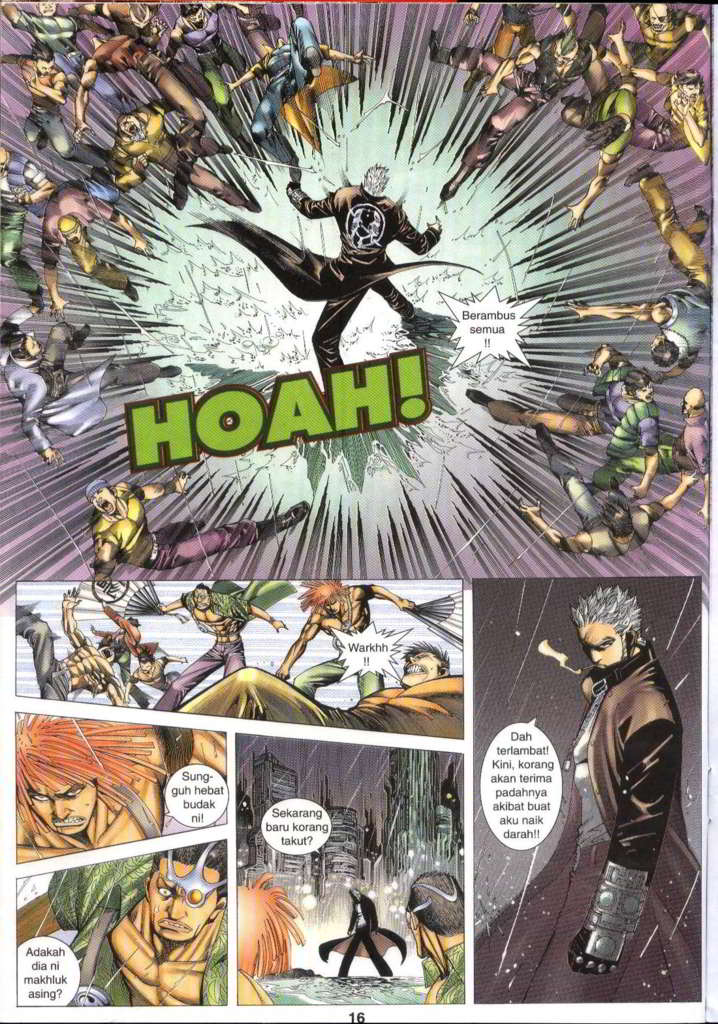 Berambus
semua
!!
HOAH!
Warkhh
!!
Dah
terlambat!
Kini, korang
akan terima
padahnya
akibat buat
aku naik
darah!!
Sung-
guh hebat
budak
ni!
Sekarang
baru korang
takut?
Adakah
dia ni
makhluk
asing?
16